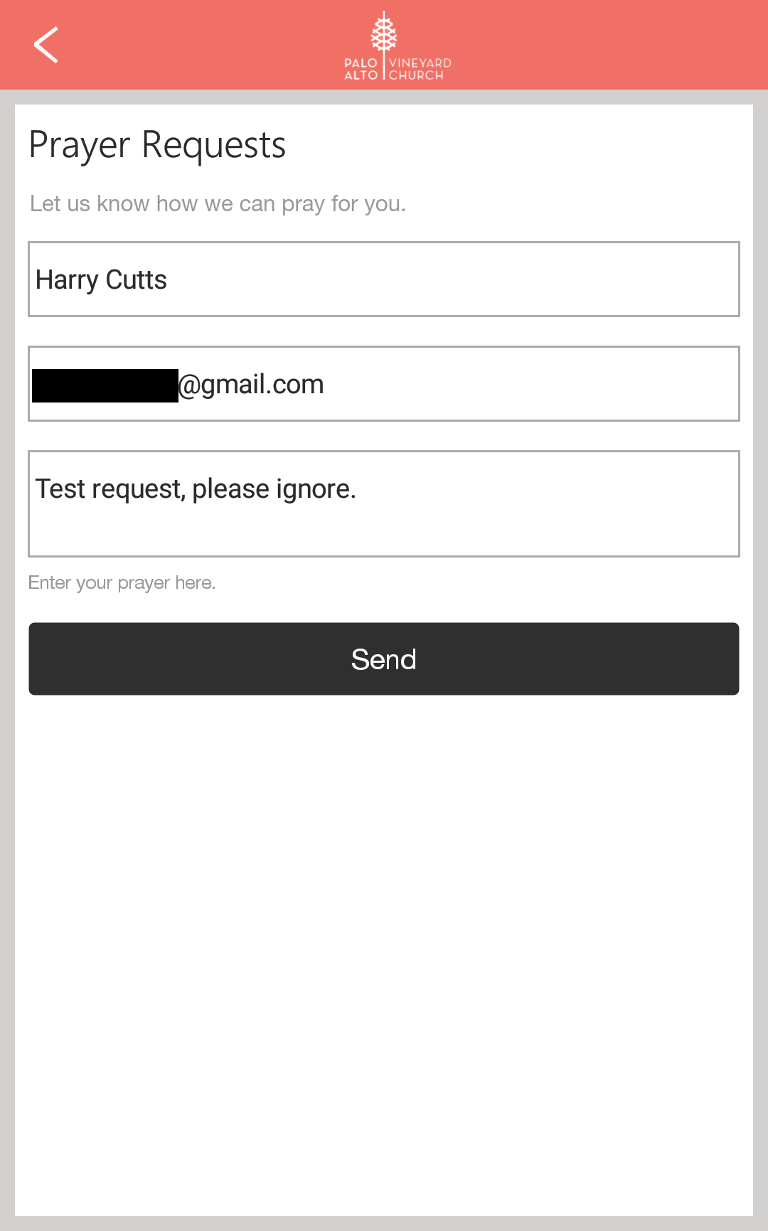 PALO VINEYARD
ALTO CHURCH
Prayer Requests
Let us know how we can pray for you.
Harry Cutts
@gmail.com
Test request, please ignore.
Enter your prayer here.
Send